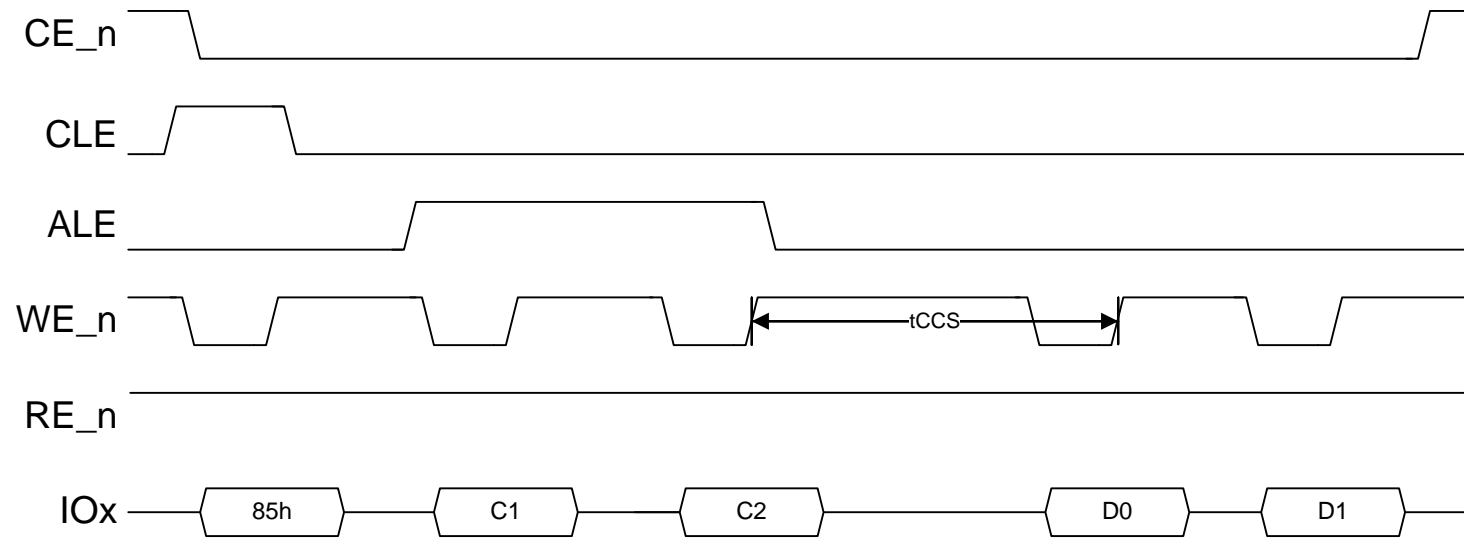 CE_n
CLE
ALE
WE_n
tCCS
RE_n
IOx 85h C1 C2 D0 D1